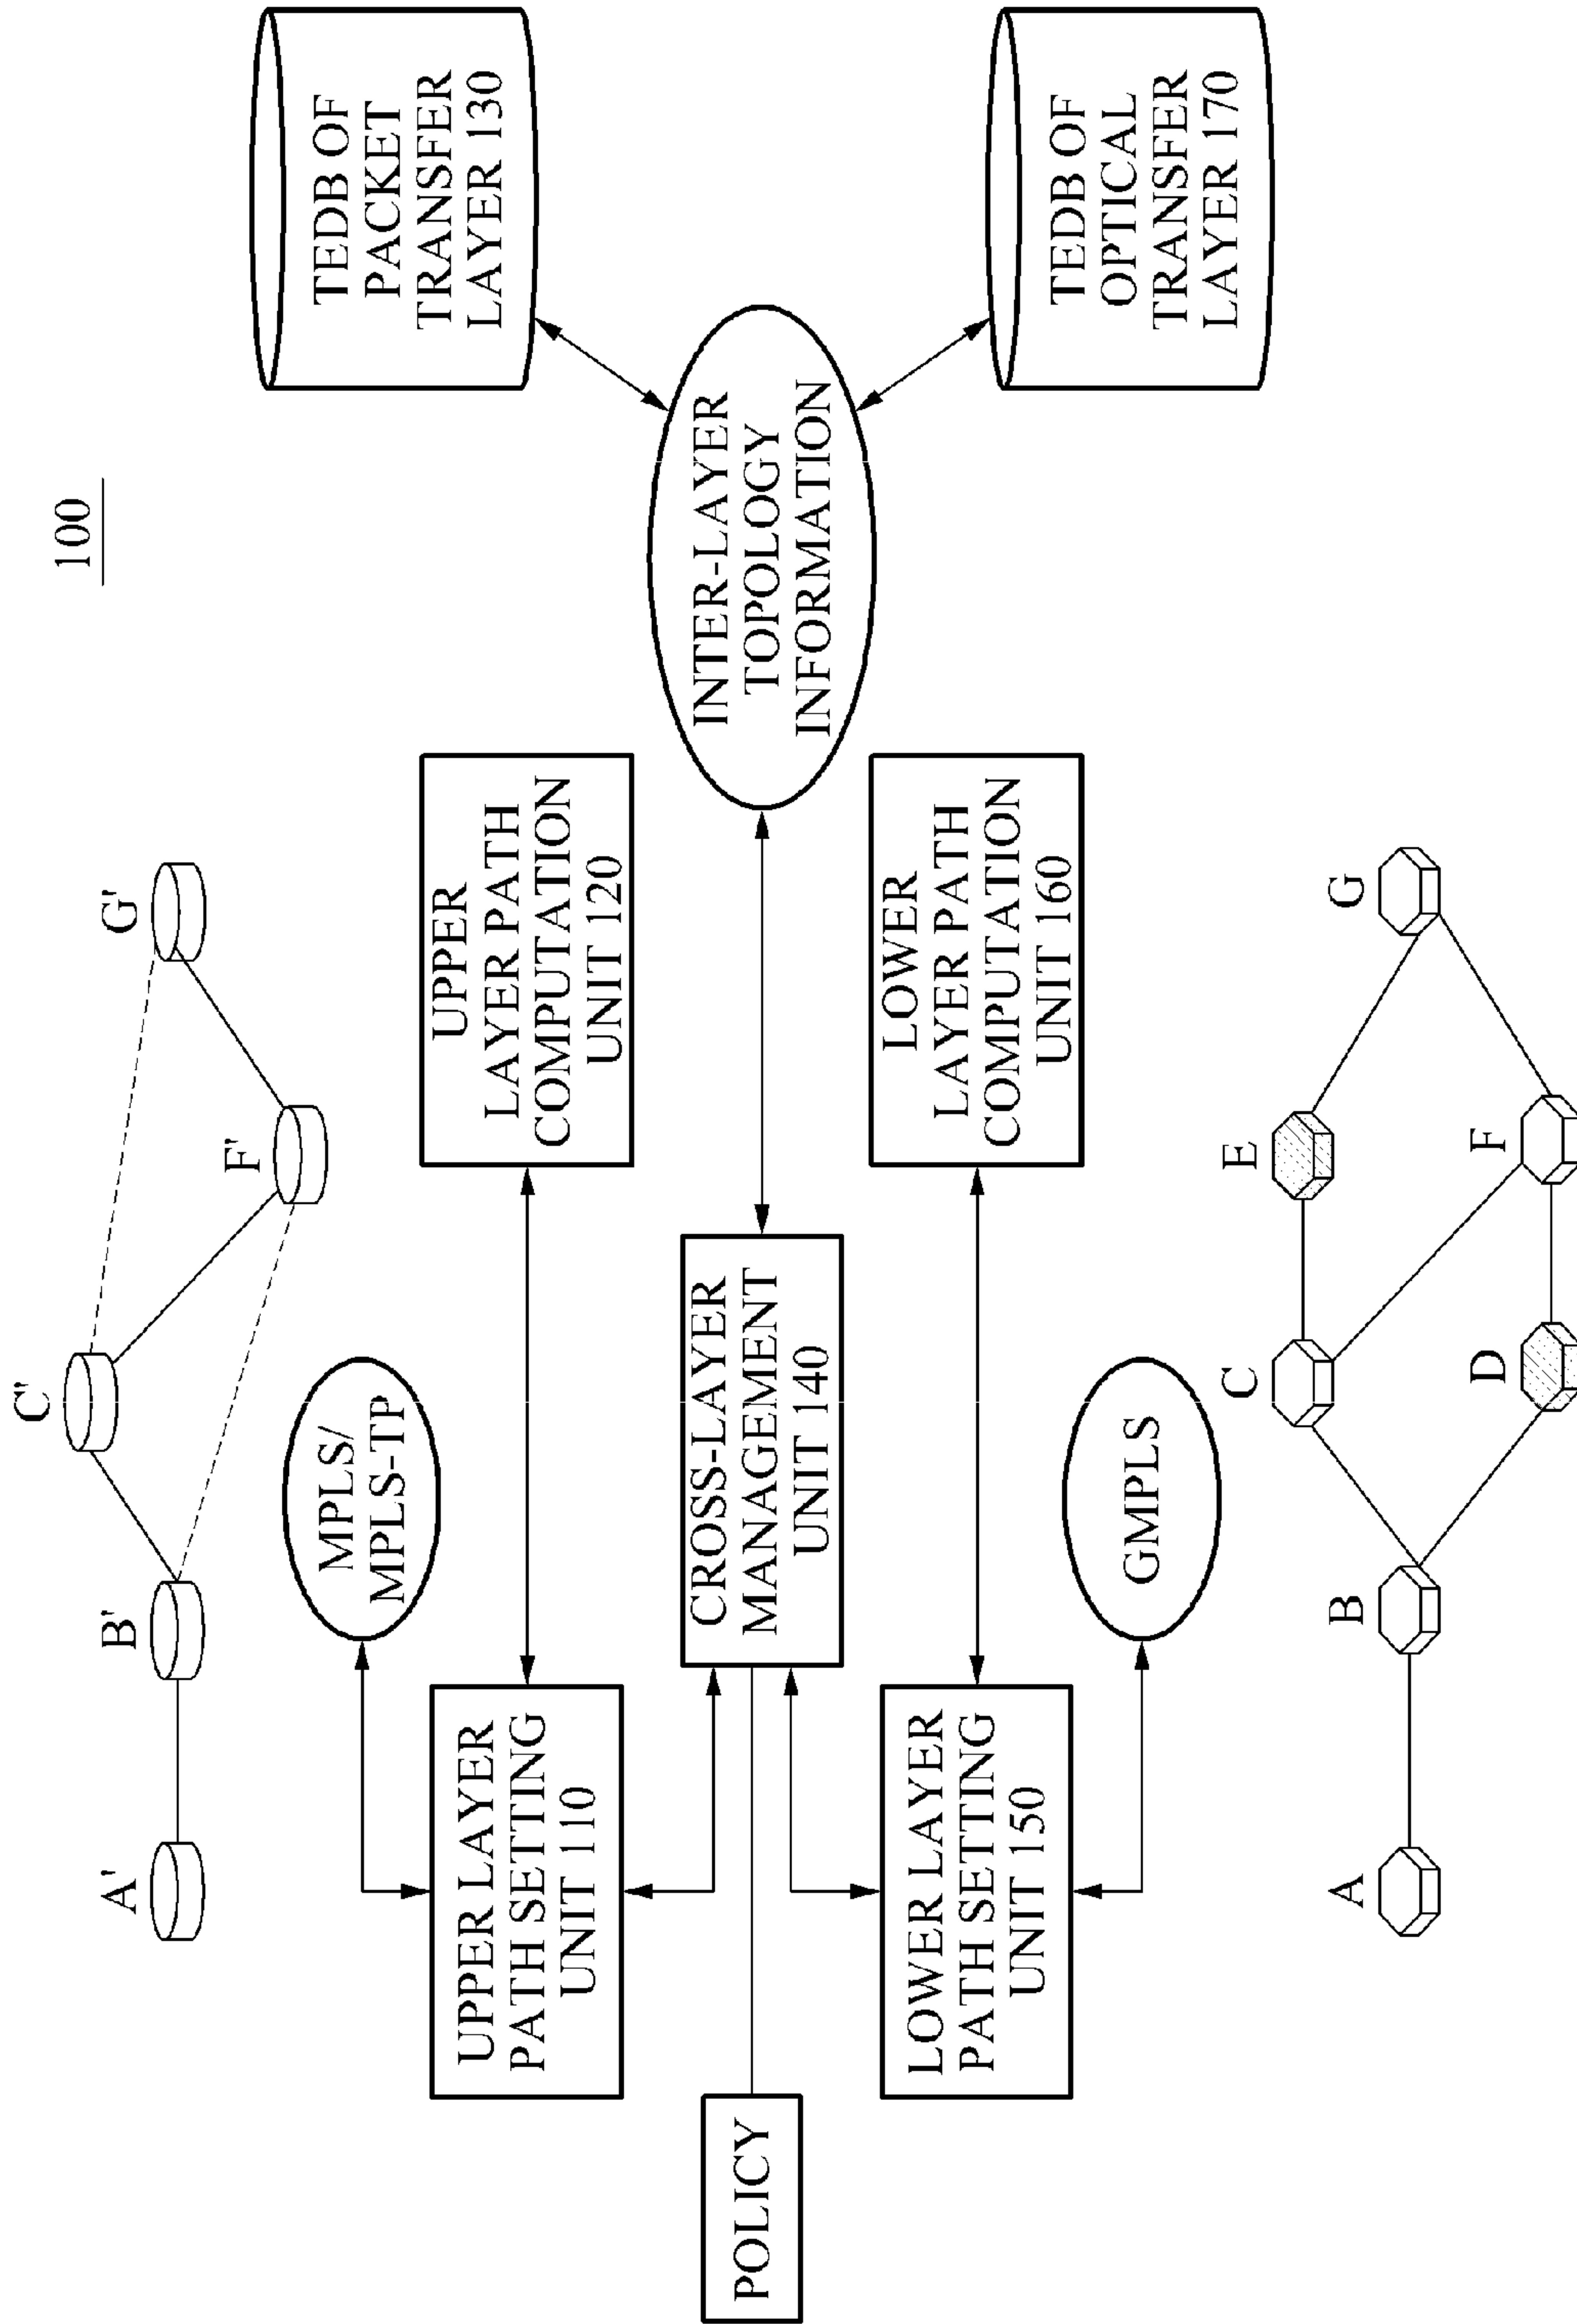 100
A'
B'
C'
F'
G'
MPLS/
MPLS-TP
UPPER LAYER
PATH SETTING
UNIT 110
UPPER
LAYER PATH
COMPUTATION
UNIT 120
TEDB OF
PACKET
TRANSFER
LAYER 130
POLICY
CROSS-LAYER
MANAGEMENT
UNIT 140
INTER-LAYER
TOPOLOGY
INFORMATION
LOWER LAYER
PATH SETTING
UNIT 150
LOWER
LAYER PATH
COMPUTATION
UNIT 160
TEDB OF
OPTICAL
TRANSFER
LAYER 170
GMPLS
A
B
C
D
E
F
G